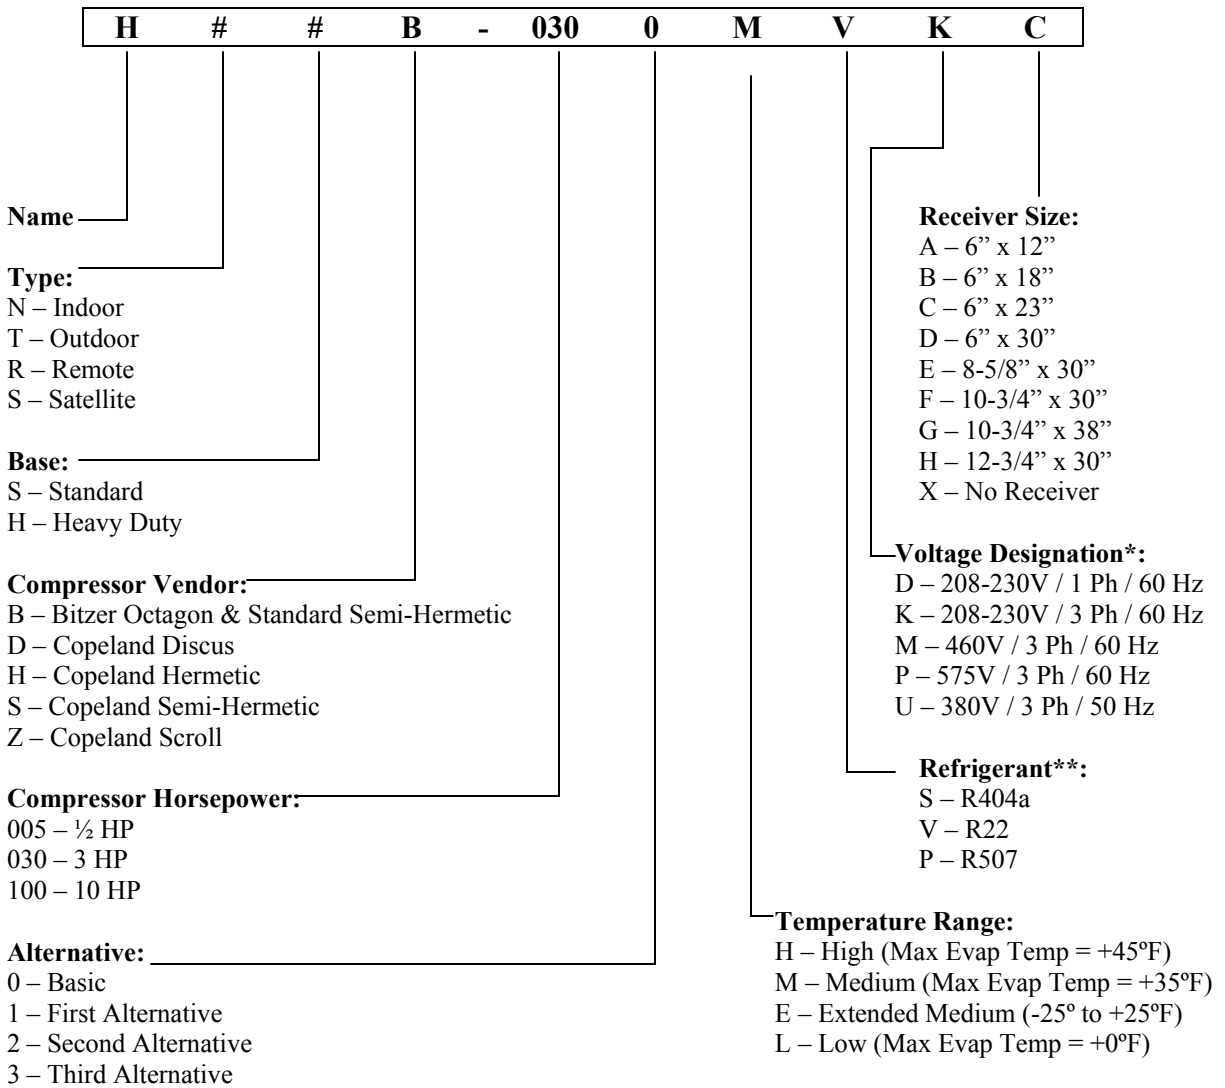 H # # B - 030 0 M V K C
Name
Type:
N – Indoor
T – Outdoor
R – Remote
S – Satellite
Base:
S – Standard
H – Heavy Duty
Compressor Vendor:
B – Bitzer Octagon & Standard Semi-Hermetic
D – Copeland Discus
H – Copeland Hermetic
S – Copeland Semi-Hermetic
Z – Copeland Scroll
Compressor Horsepower:
005 – ½ HP
030 – 3 HP
100 – 10 HP
Alternative:
0 – Basic
1 – First Alternative
2 – Second Alternative
3 – Third Alternative
Receiver Size:
A – 6” x 12”
B – 6” x 18”
C – 6” x 23”
D – 6” x 30”
E – 8-5/8” x 30”
F – 10-3/4” x 30”
G – 10-3/4” x 38”
H – 12-3/4” x 30”
X – No Receiver
Voltage Designation*:
D – 208-230V / 1 Ph / 60 Hz
K – 208-230V / 3 Ph / 60 Hz
M – 460V / 3 Ph / 60 Hz
P – 575V / 3 Ph / 60 Hz
U – 380V / 3 Ph / 50 Hz
Refrigerant**:
S – R404a
V – R22
P – R507
Temperature Range:
H – High (Max Evap Temp = +45ºF)
M – Medium (Max Evap Temp = +35ºF)
E – Extended Medium (-25º to +25ºF)
L – Low (Max Evap Temp = +0ºF)